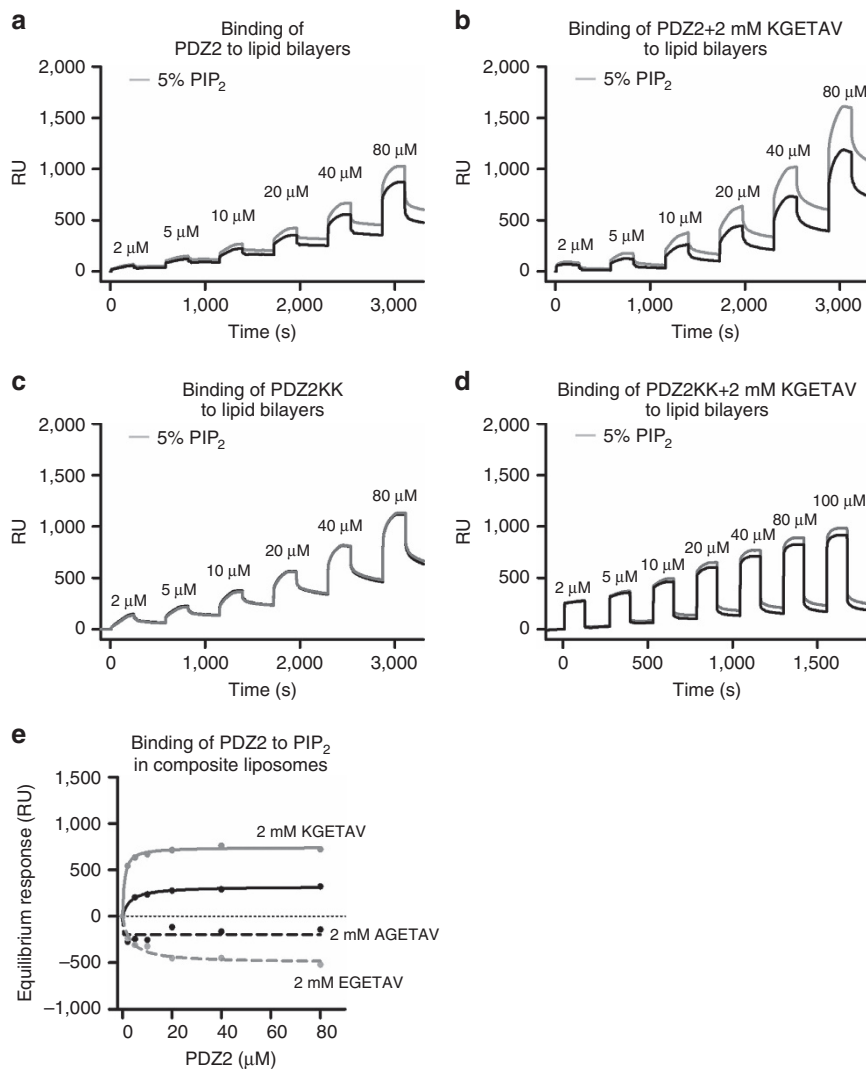 a
Binding of
PDZ2 to lipid bilayers
2,000
1,500
1,000
500
0
RU
5% PIP₂
2 µM
5 µM
10 µM
20 µM
40 µM
80 µM
0
1,000
2,000
3,000
Time (s)
b
Binding of PDZ2+2 mM KGETAV
to lipid bilayers
2,000
1,500
1,000
500
0
RU
5% PIP₂
2 µM
5 µM
10 µM
20 µM
40 µM
80 µM
0
1,000
2,000
3,000
Time (s)
c
Binding of PDZ2KK
to lipid bilayers
2,000
1,500
1,000
500
0
RU
5% PIP₂
2 µM
5 µM
10 µM
20 µM
40 µM
80 µM
0
1,000
2,000
3,000
Time (s)
d
Binding of PDZ2KK+2 mM KGETAV
to lipid bilayers
2,000
1,500
1,000
500
0
RU
5% PIP₂
2 µM
5 µM
10 µM
20 µM
40 µM
80 µM
100 µM
0
500
1,000
1,500
Time (s)
e
Binding of PDZ2 to PIP₂
in composite liposomes
1,500
1,000
500
0
−500
−1,000
Equilibrium response (RU)
2 mM KGETAV
2 mM AGETAV
2 mM EGETAV
0
20
40
60
80
PDZ2 (µM)